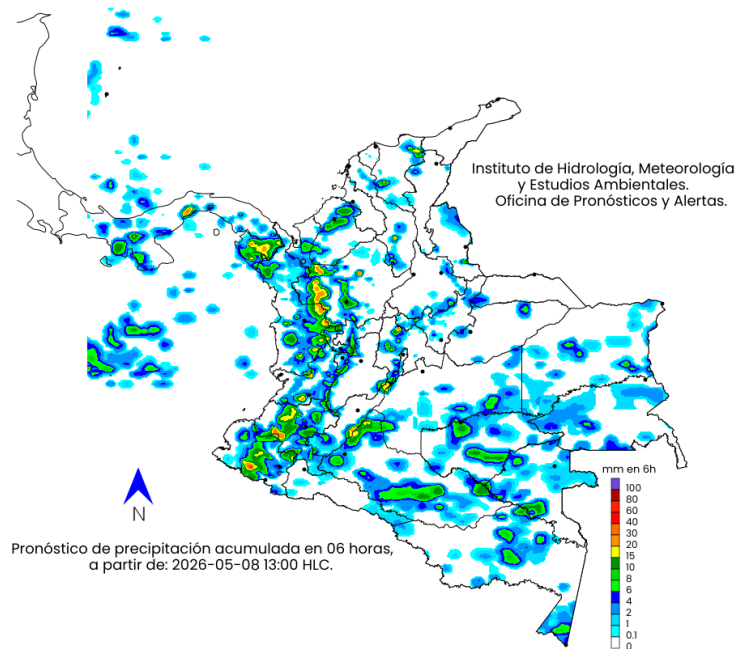 Instituto de Hidrología, Meteorología
y Estudios Ambientales.
Oficina de Pronósticos y Alertas.
mm en 6h
100
80
60
40
30
20
15
10
8
6
4
2
1
0.1
0
N
Pronóstico de precipitación acumulada en 06 horas,
a partir de: 2026-05-08 13:00 HLC.